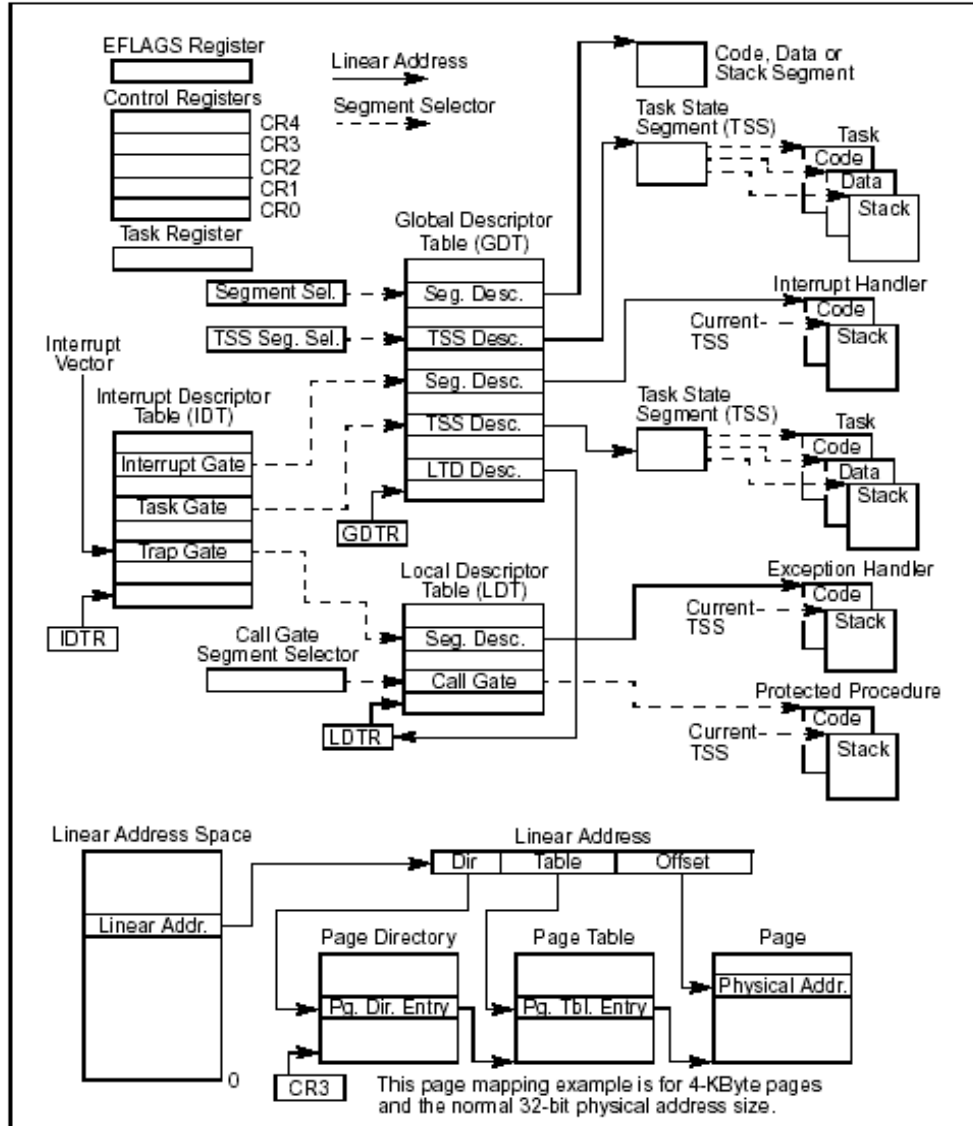 EFLAGS Register
Control Registers
CR4
CR3
CR2
CR1
CR0
Task Register
Linear Address
Segment Selector
Code, Data or
Stack Segment
Task State
Segment (TSS)
Task
Code
Data
Stack
Global Descriptor
Table (GDT)
Segment Sel.
Seg. Desc.
TSS Seg. Sel.
TSS Desc.
Seg. Desc.
TSS Desc.
LTD Desc.
GDTR
Interrupt Handler
Code
Current-
TSS
Stack
Interrupt
Vector
Interrupt Descriptor
Table (IDT)
Interrupt Gate
Task Gate
Trap Gate
IDTR
Task State
Segment (TSS)
Task
Code
Data
Stack
Local Descriptor
Table (LDT)
Call Gate
Segment Selector
Seg. Desc.
Call Gate
LDTR
Exception Handler
Code
Current-
TSS
Stack
Protected Procedure
Code
Current-
TSS
Stack
Linear Address Space
Linear Addr.
0
Linear Address
Dir
Table
Offset
Page Directory
Pg. Dir. Entry
CR3
Page Table
Pg. Tbl. Entry
Page
Physical Addr.
This page mapping example is for 4-KByte pages
and the normal 32-bit physical address size.